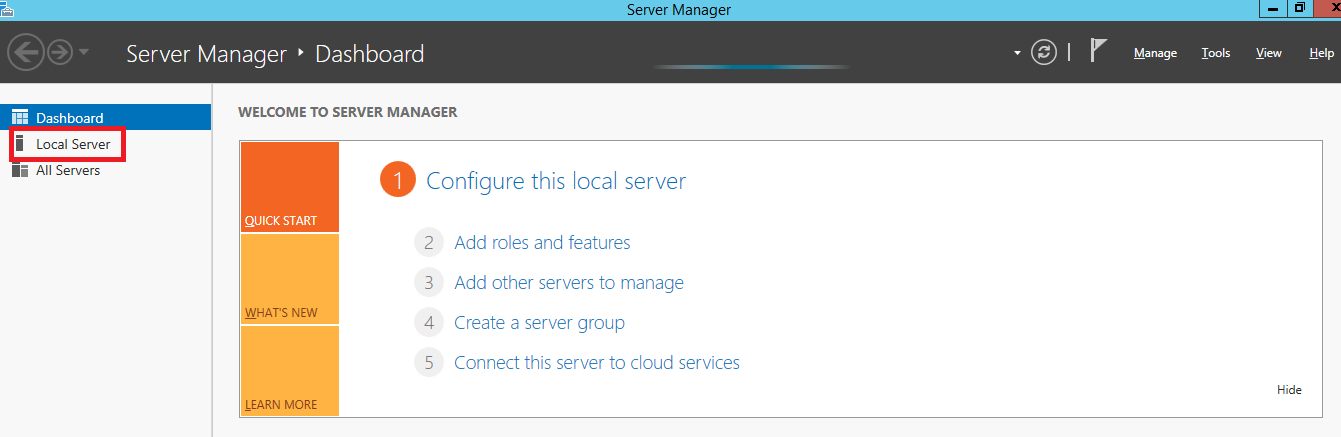 Server Manager
Server Manager ‣ Dashboard
Manage Tools View Help
Dashboard
Local Server
All Servers
WELCOME TO SERVER MANAGER
QUICK START
WHAT'S NEW
LEARN MORE
1 Configure this local server
2 Add roles and features
3 Add other servers to manage
4 Create a server group
5 Connect this server to cloud services
Hide